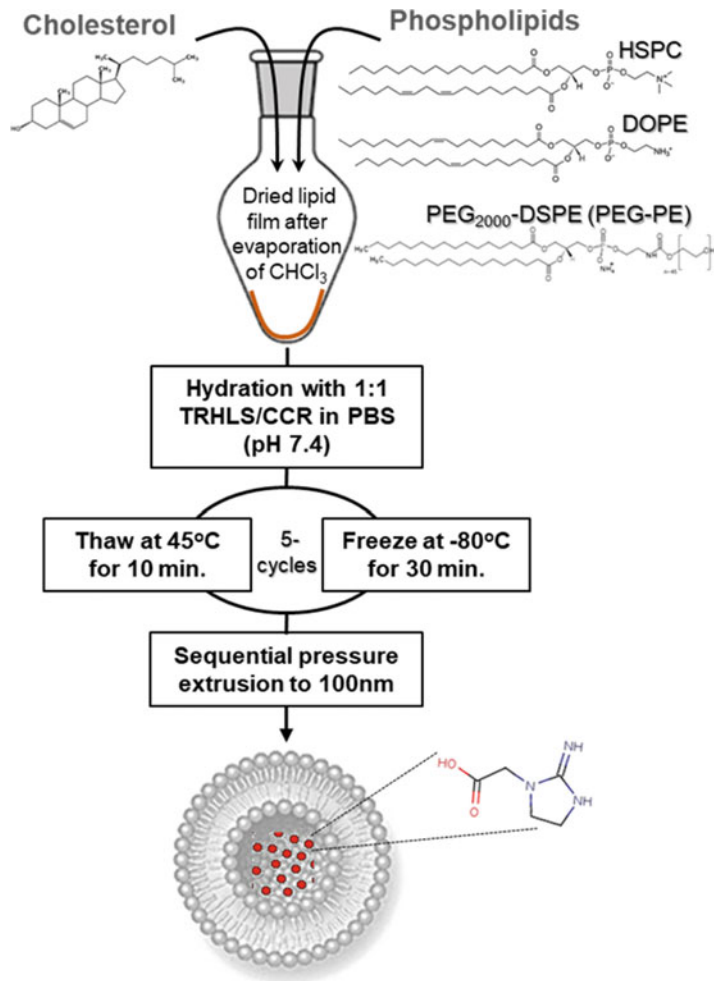 Cholesterol
Phospholipids
HSPC
DOPE
PEG2000-DSPE (PEG-PE)
Dried lipid
film after
evaporation
of CHCl3
Hydration with 1:1
TRHLS/CCR in PBS
(pH 7.4)
Thaw at 45oC
for 10 min.
5-
cycles
Freeze at -80oC
for 30 min.
Sequential pressure
extrusion to 100nm
HO
O
N
NH
NH